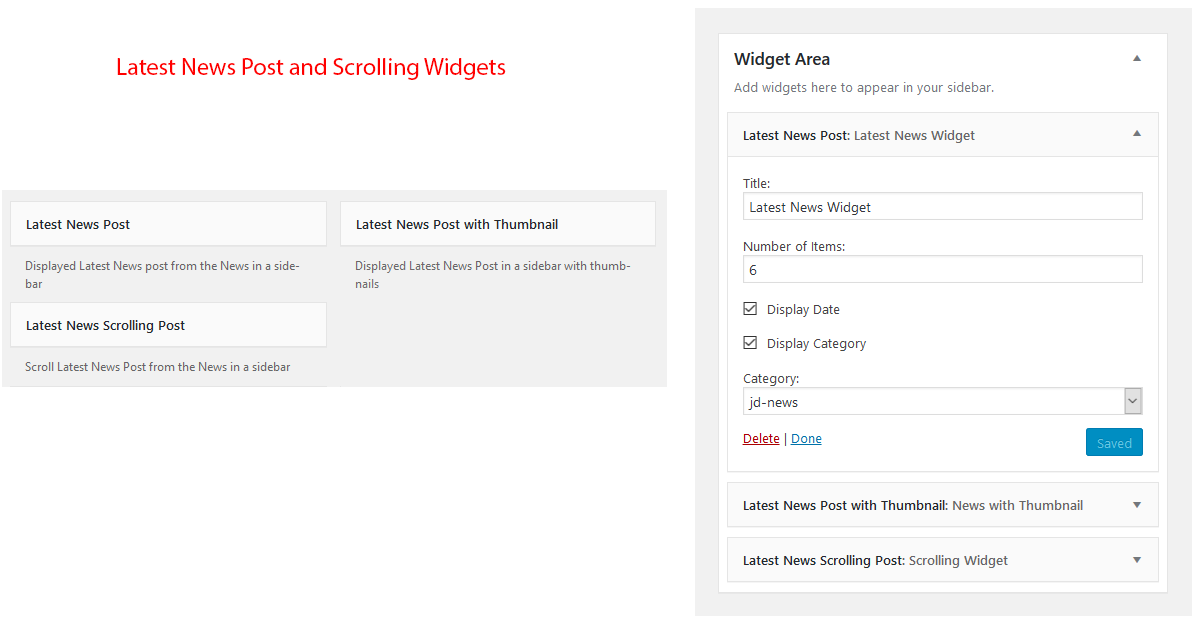 Latest News Post and Scrolling Widgets
Latest News Post
Displayed Latest News post from the News in a side-
bar
Latest News Post with Thumbnail
Displayed Latest News Post in a sidebar with thumb-
nails
Latest News Scrolling Post
Scroll Latest News Post from the News in a sidebar
Widget Area
Add widgets here to appear in your sidebar.
Latest News Post: Latest News Widget
Title:
Latest News Widget
Number of Items:
6
Display Date
Display Category
Category:
jd-news
Delete | Done
Saved
Latest News Post with Thumbnail: News with Thumbnail
Latest News Scrolling Post: Scrolling Widget